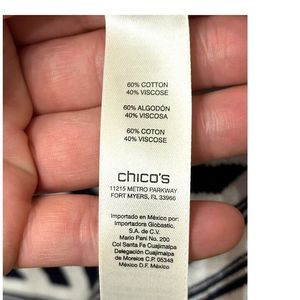 60% COTTON
40% VISCOSE
60% ALGODÓN
40% VISCOSA
60% COTON
40% VISCOSE
chico's
11215 METRO PARKWAY
FORT MYERS, FL 33966
Importado en México por:
Importadora Globastic,
S.A. de C.V.
Mario Pani No. 200
Col Santa Fe Cuajimalpa
Delegación Cuajimalpa
de Morelos C.P. 05348
México D.F. México